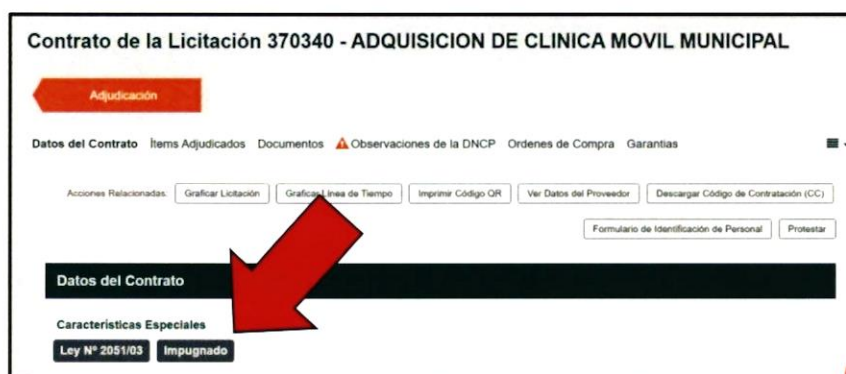 Contrato de la Licitación 370340 - ADQUISICION DE CLINICA MOVIL MUNICIPAL
Adjudicación
Datos del Contrato Ítems Adjudicados Documentos Observaciones de la DNCP Ordenes de Compra Garantias
Acciones Relacionadas: Graficar Licitación Graficar Línea de Tiempo Imprimir Código QR Ver Datos del Proveedor Descargar Código de Contratación (CC)
Formulario de Identificación de Personal Protestar
Datos del Contrato
Características Especiales
Ley Nº 2051/03 Impugnado